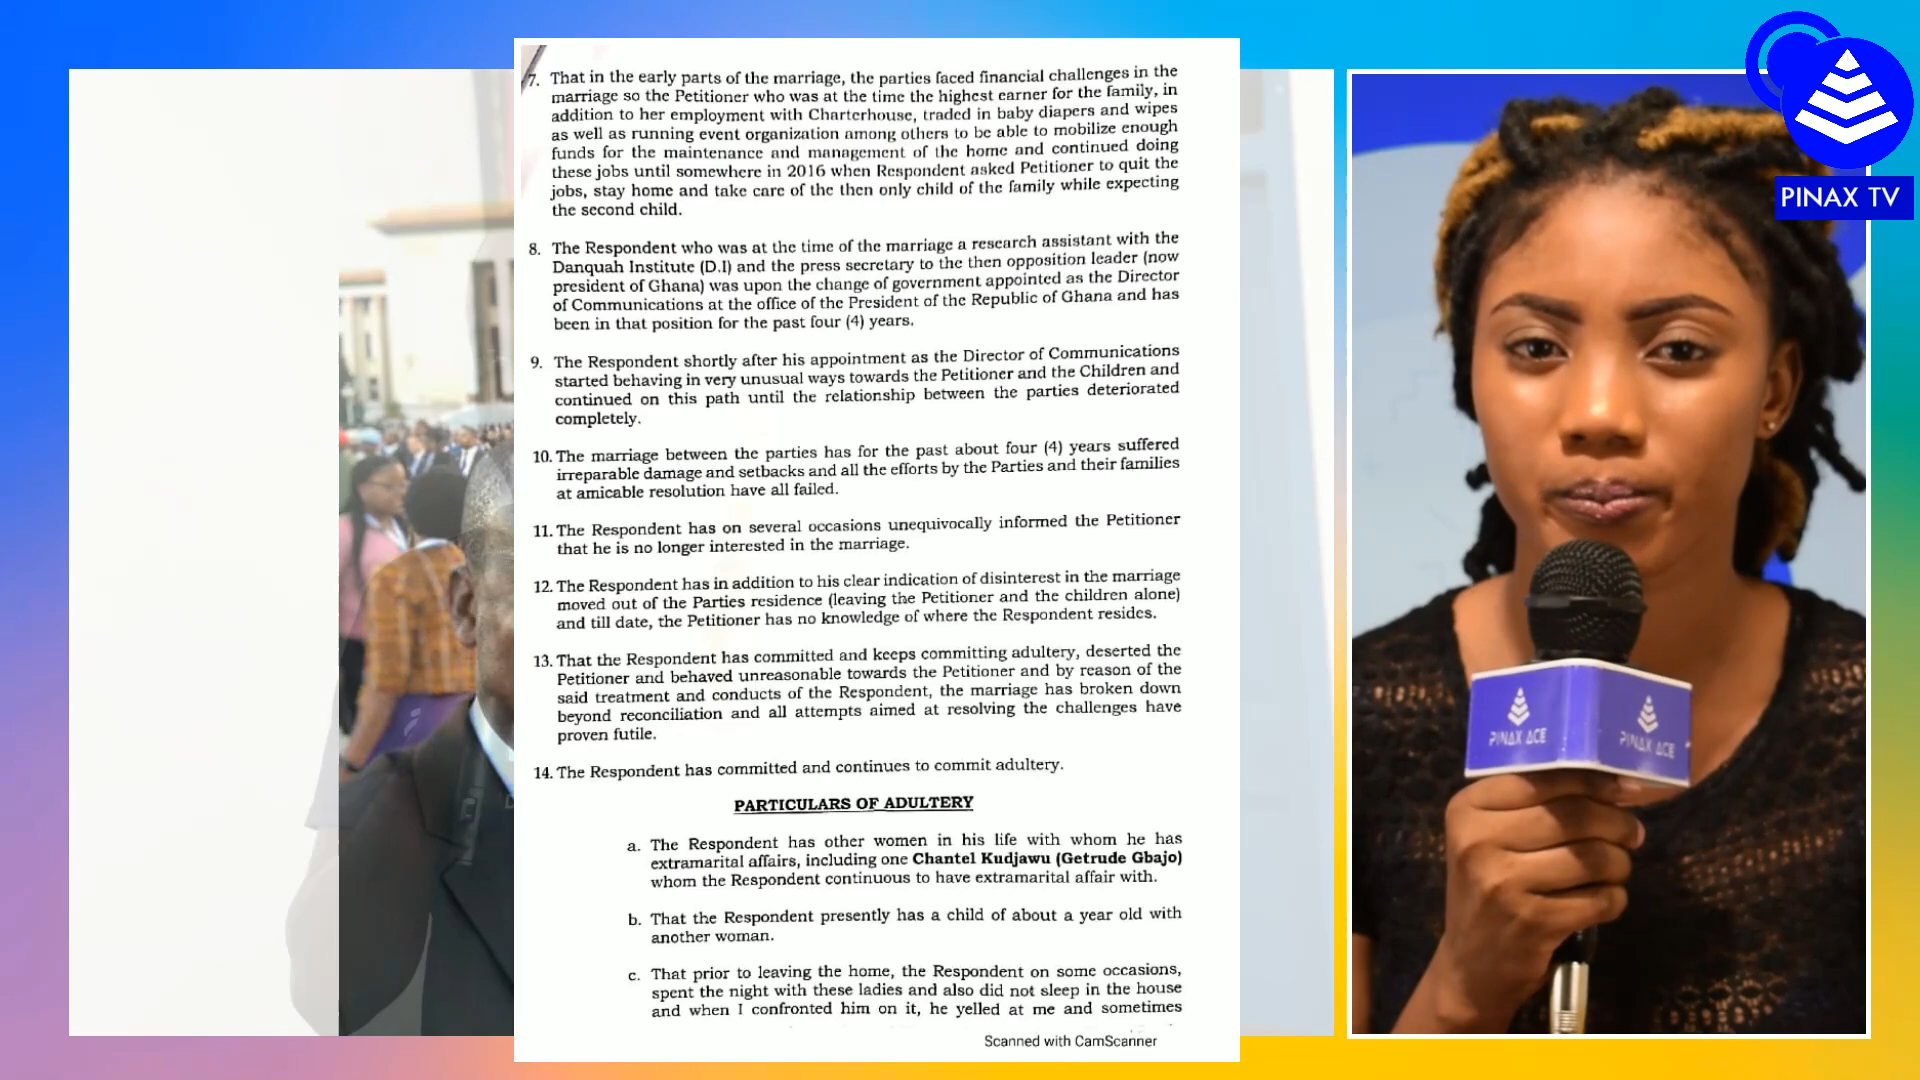 7. That in the early parts of the marriage, the parties faced financial challenges in the
marriage so the Petitioner who was at the time the highest earner for the family, in
addition to her employment with Charterhouse, traded in baby diapers and wipes
as well as running event organization among others to be able to mobilize enough
funds for the maintenance and management of the home and continued doing
these jobs until somewhere in 2016 when Respondent asked Petitioner to quit the
jobs, stay home and take care of the then only child of the family while expecting
the second child.
8. The Respondent who was at the time of the marriage a research assistant with the
Danquah Institute (D.I) and the press secretary to the then opposition leader (now
president of Ghana) was upon the change of government appointed as the Director
of Communications at the office of the President of the Republic of Ghana and has
been in that position for the past four (4) years.
9. The Respondent shortly after his appointment as the Director of Communications
started behaving in very unusual ways towards the Petitioner and the Children and
continued on this path until the relationship between the parties deteriorated
completely.
10. The marriage between the parties has for the past about four (4) years suffered
irreparable damage and setbacks and all the efforts by the Parties and their families
at amicable resolution have all failed.
11. The Respondent has on several occasions unequivocally informed the Petitioner
that he is no longer interested in the marriage.
12. The Respondent has in addition to his clear indication of disinterest in the marriage
moved out of the Parties residence (leaving the Petitioner and the children alone)
and till date, the Petitioner has no knowledge of where the Respondent resides.
13. That the Respondent has committed and keeps committing adultery, deserted the
Petitioner and behaved unreasonable towards the Petitioner and by reason of the
said treatment and conducts of the Respondent, the marriage has broken down
beyond reconciliation and all attempts aimed at resolving the challenges have
proven futile.
14. The Respondent has committed and continues to commit adultery.
PARTICULARS OF ADULTERY
a. The Respondent has other women in his life with whom he has
extramarital affairs, including one Chantel Kudjawu (Getrude Gbajo)
whom the Respondent continuous to have extramarital affair with.
b. That the Respondent presently has a child of about a year old with
another woman.
c. That prior to leaving the home, the Respondent on some occasions,
spent the night with these ladies and also did not sleep in the house
and when I confronted him on it, he yelled at me and sometimes
Scanned with CamScanner
PINAX TV
PINAX ACE
PINAX ACE